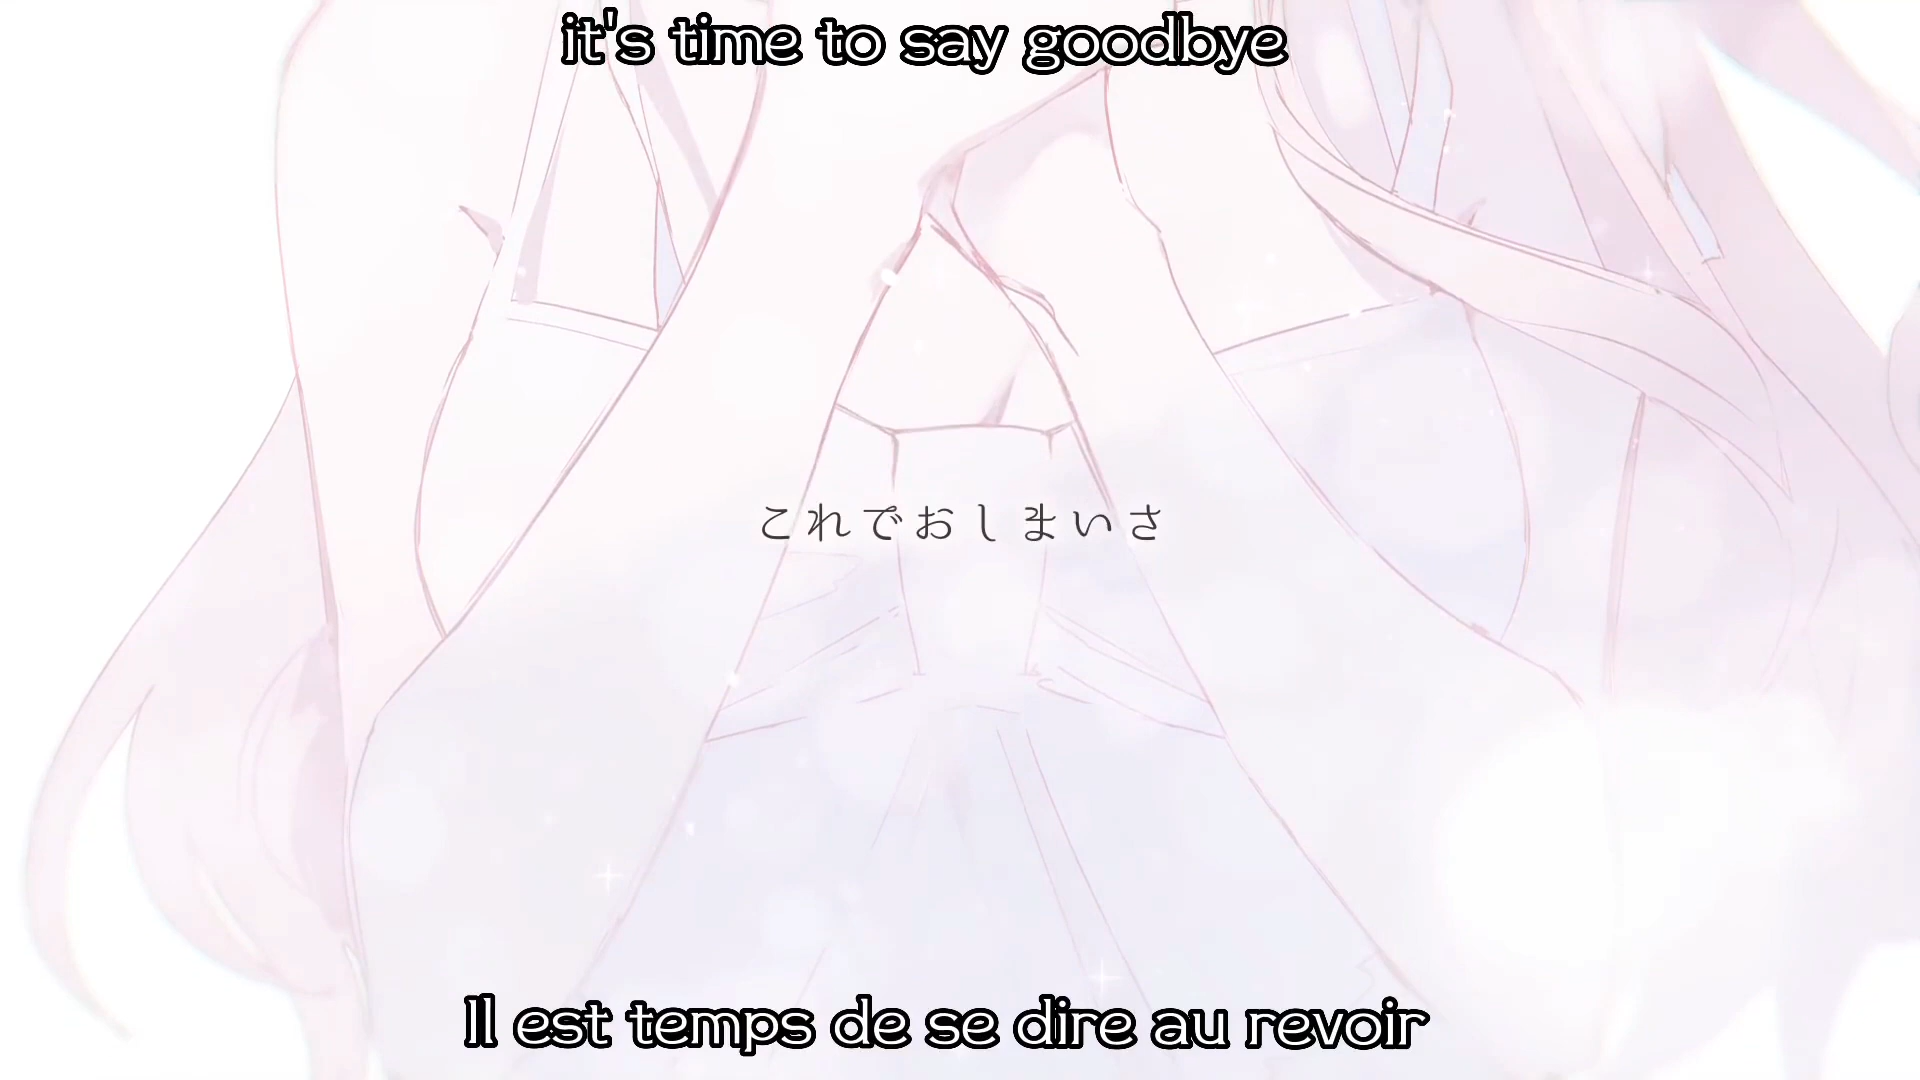 it's time to say goodbye
これでおしまいさ
Il est temps de se dire au revoir